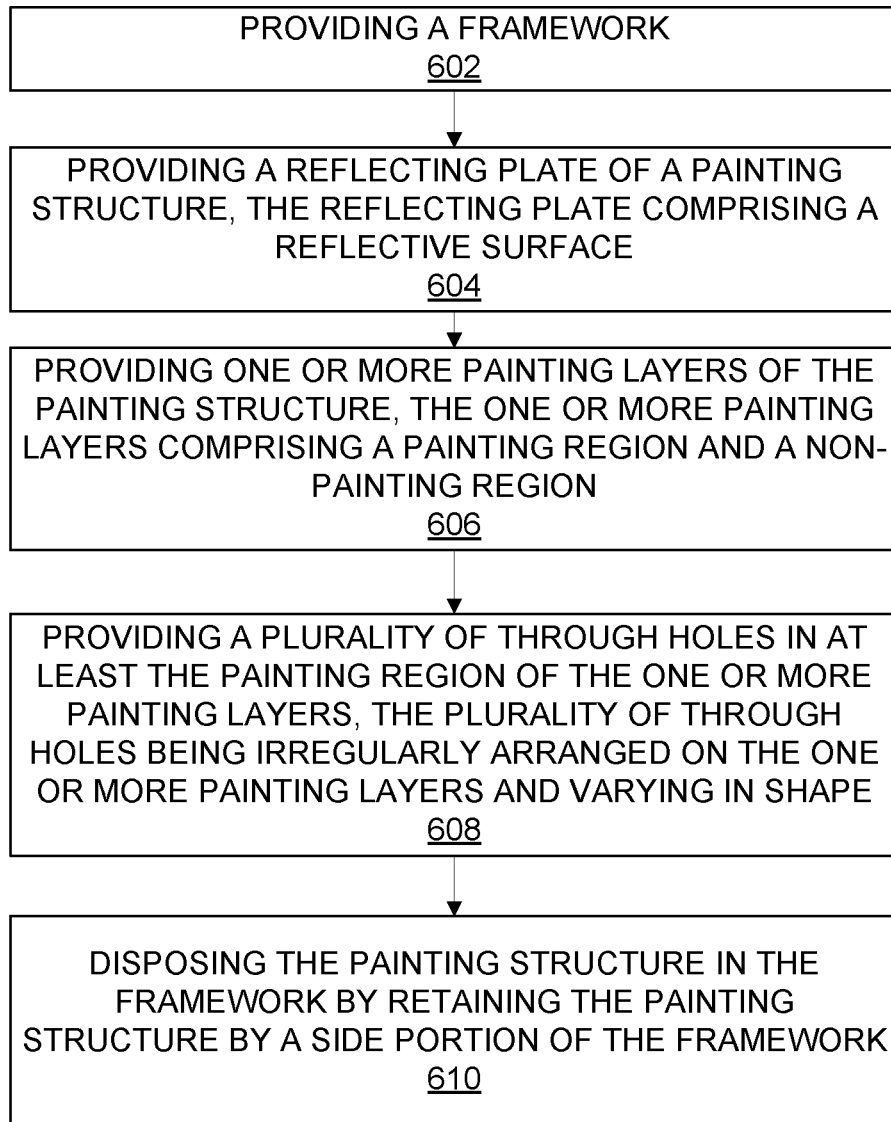 PROVIDING A FRAMEWORK
602
PROVIDING A REFLECTING PLATE OF A PAINTING
STRUCTURE, THE REFLECTING PLATE COMPRISING A
REFLECTIVE SURFACE
604
PROVIDING ONE OR MORE PAINTING LAYERS OF THE
PAINTING STRUCTURE, THE ONE OR MORE PAINTING
LAYERS COMPRISING A PAINTING REGION AND A NON-
PAINTING REGION
606
PROVIDING A PLURALITY OF THROUGH HOLES IN AT
LEAST THE PAINTING REGION OF THE ONE OR MORE
PAINTING LAYERS, THE PLURALITY OF THROUGH
HOLES BEING IRREGULARLY ARRANGED ON THE ONE
OR MORE PAINTING LAYERS AND VARYING IN SHAPE
608
DISPOSING THE PAINTING STRUCTURE IN THE
FRAMEWORK BY RETAINING THE PAINTING
STRUCTURE BY A SIDE PORTION OF THE FRAMEWORK
610